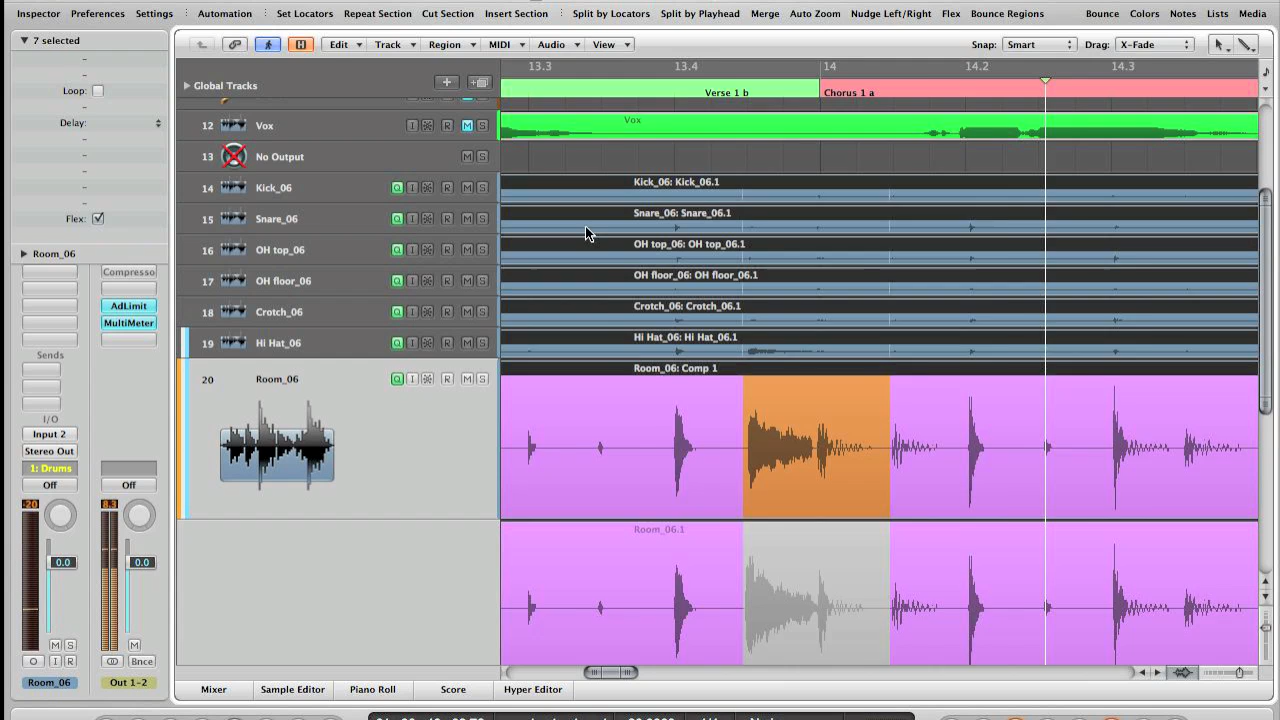 Inspector Preferences Settings Automation Set Locators Repeat Section Cut Section Insert Section Split by Locators Split by Playhead Merge Auto Zoom Nudge Left/Right Flex Bounce Regions Bounce Colors Notes Lists Media
7 selected
Edit Track Region MIDI Audio View Snap: Smart Drag: X-Fade
Loop:
Delay:
Flex:
Room_06
Compresso
AdLimit
MultiMeter
Sends
I/O
Input 2
Stereo Out
1: Drums
Off Off
-20 8.3
0.0 0.0
M S M
O I R Bnce
Room_06 Out 1-2
13.3 13.4 14 14.2 14.3
Global Tracks
Verse 1 b Chorus 1 a
12 Vox I R M S Vox
13 No Output M S
14 Kick_06 Q I R M S Kick_06: Kick_06.1
15 Snare_06 Q I R M S Snare_06: Snare_06.1
16 OH top_06 Q I R M S OH top_06: OH top_06.1
17 OH floor_06 Q I R M S OH floor_06: OH floor_06.1
18 Crotch_06 Q I R M S Crotch_06: Crotch_06.1
19 Hi Hat_06 Q I R M S Hi Hat_06: Hi Hat_06.1
20 Room_06 Q I R M S Room_06: Comp 1
Room_06.1
Mixer Sample Editor Piano Roll Score Hyper Editor